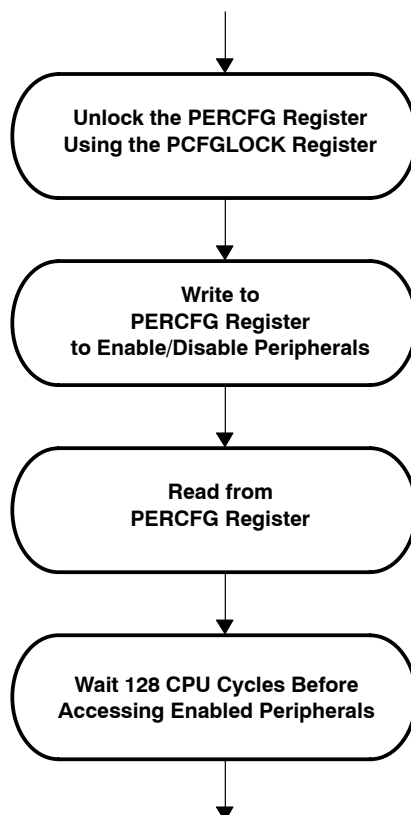 Unlock the PERCFG Register
Using the PCFGLOCK Register
Write to
PERCFG Register
to Enable/Disable Peripherals
Read from
PERCFG Register
Wait 128 CPU Cycles Before
Accessing Enabled Peripherals